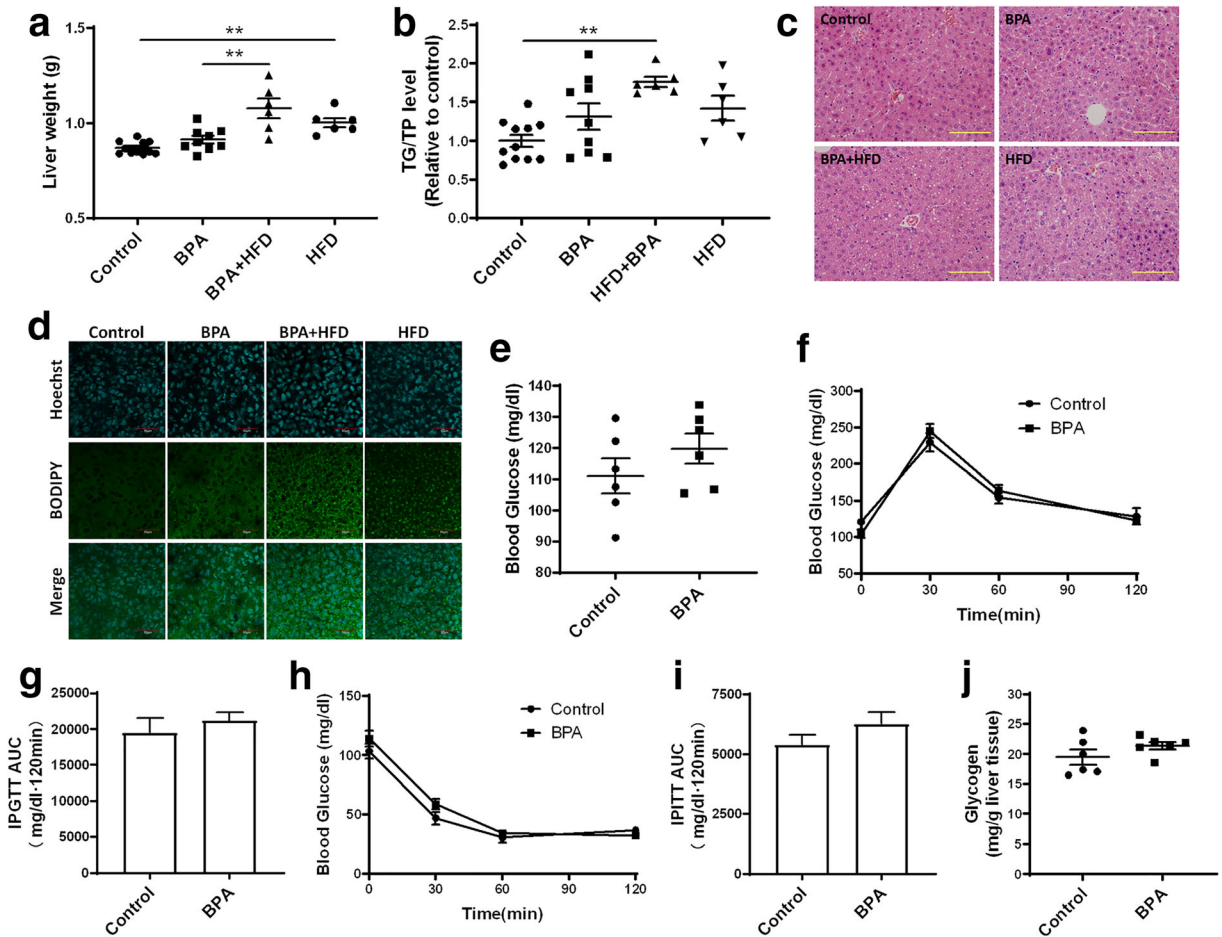 a
Liver weight (g)
1.5
1.0
0.5
**
**
Control
BPA
BPA+HFD
HFD
b
TG/TP level
(Relative to control)
2.5
2.0
1.5
1.0
0.5
0.0
**
Control
BPA
HFD+BPA
HFD
c
Control
BPA
BPA+HFD
HFD
d
Control
BPA
BPA+HFD
HFD
Hoechst
BODIPY
Merge
e
Blood Glucose (mg/dl)
140
130
120
110
100
90
80
Control
BPA
f
Blood Glucose (mg/dl)
300
250
200
150
100
50
0
30
60
90
120
Time(min)
Control
BPA
g
IPGTT AUC
( mg/dl·120min)
25000
20000
15000
10000
5000
0
Control
BPA
h
Blood Glucose (mg/dl)
150
100
50
0
0
30
60
90
120
Time(min)
Control
BPA
i
IPITT AUC
( mg/dl·120min)
7500
5000
2500
0
Control
BPA
j
Glycogen
(mg/g liver tissue)
30
25
20
15
10
5
0
Control
BPA